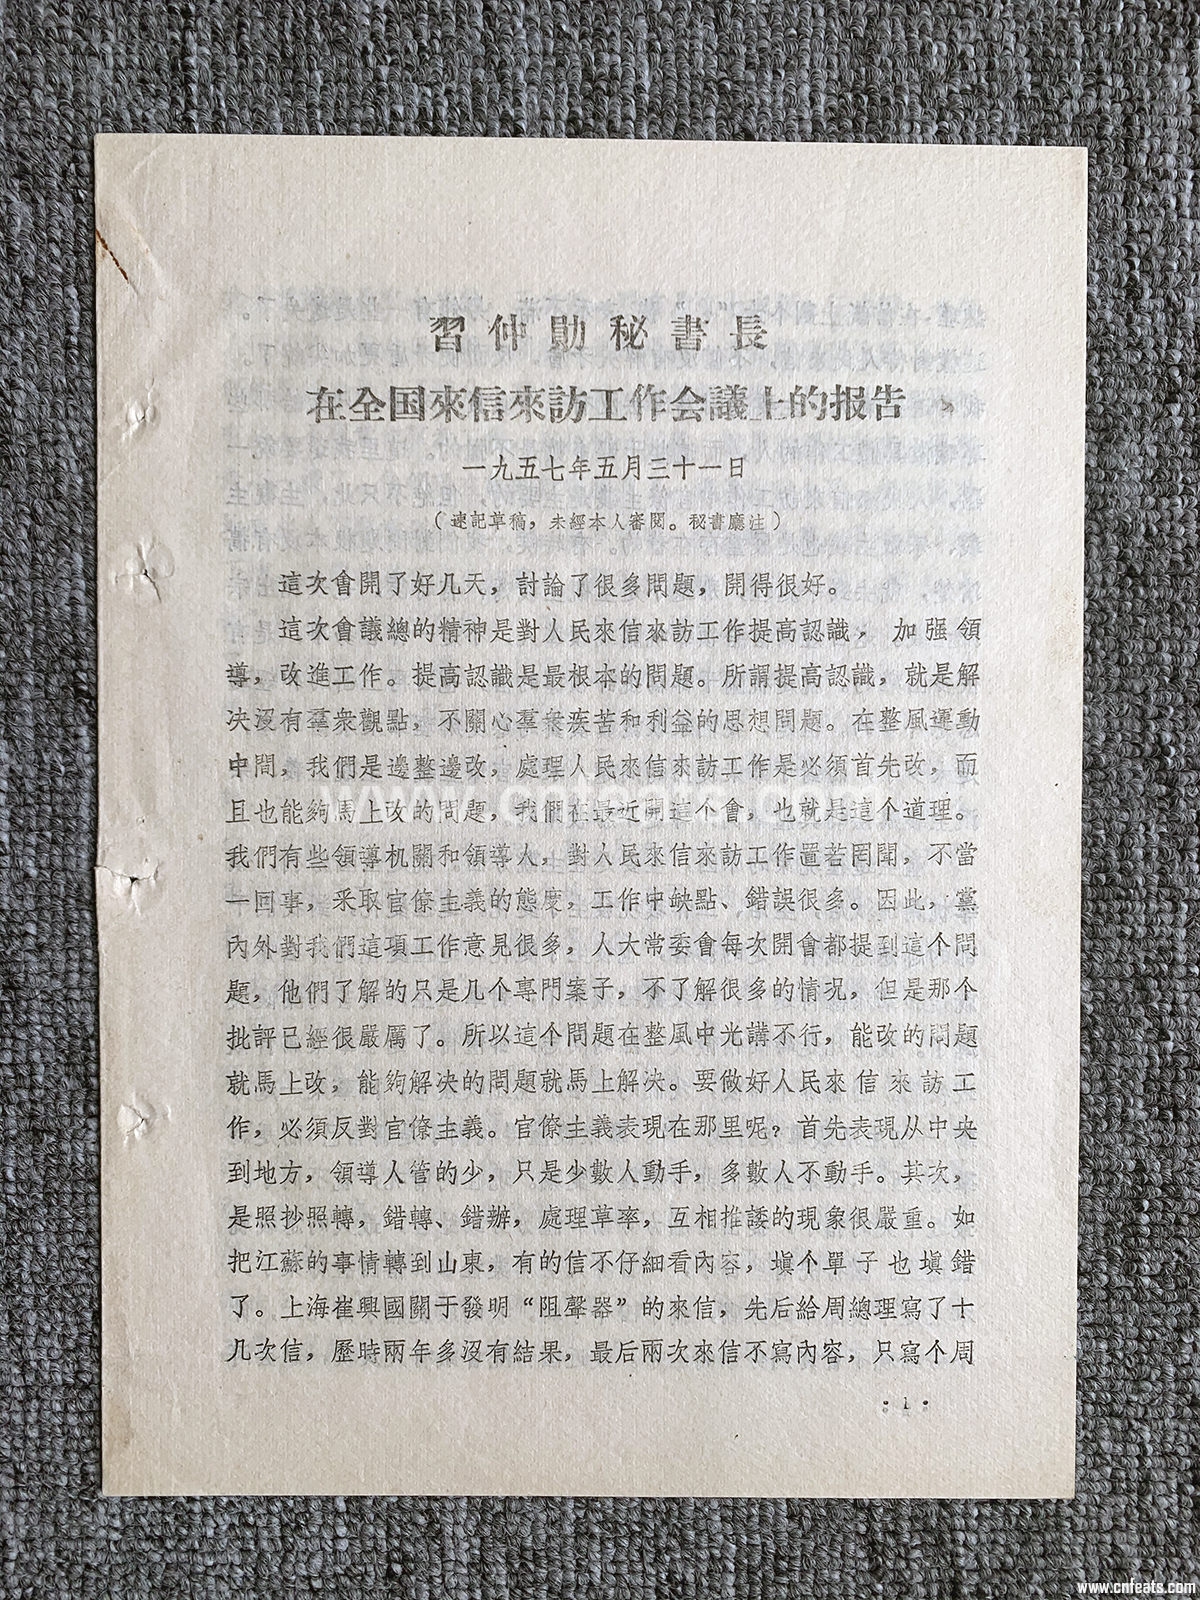 習仲勛秘書長
在全国來信來訪工作会議上的报告
一九五七年五月三十一日
（速記草稿，未經本人審閱。秘書廳注）
這次會開了好几天，討論了很多問題，開得很好。
這次會議總的精神是對人民來信來訪工作提高認識，加强領
導，改進工作。提高認識是最根本的問題。所謂提高認識，就是解
决沒有羣衆觀點，不關心羣衆疾苦和利益的思想問題。在整風運動
中間，我們是邊整邊改，處理人民來信來訪工作是必須首先改，而
且也能夠馬上改的問題，我們在最近開這个會，也就是這个道理。
我們有些領導机關和領導人，對人民來信來訪工作置若罔聞，不當
一回事，采取官僚主義的態度，工作中缺點、錯誤很多。因此，黨
內外對我們這項工作意見很多，人大常委會每次開會都提到這个問
題，他們了解的只是几个專門案子，不了解很多的情况，但是那个
批評已經很嚴厲了。所以這个問題在整風中光講不行，能改的問題
就馬上改，能夠解决的問題就馬上解决。要做好人民來信來訪工
作，必須反對官僚主義。官僚主義表現在那里呢？首先表現从中央
到地方，領導人管的少，只是少數人動手，多數人不動手。其次，
是照抄照轉，錯轉、錯辦，處理草率，互相推諉的現象很嚴重。如
把江蘇的事情轉到山東，有的信不仔細看內容，填个單子也填錯
了。上海崔興國關于發明“阻聲器”的來信，先后給周總理寫了十
几次信，歷時兩年多沒有結果，最后兩次來信不寫內容，只寫个周
·1·
www.cnfeats.com
www.cnfeats.com